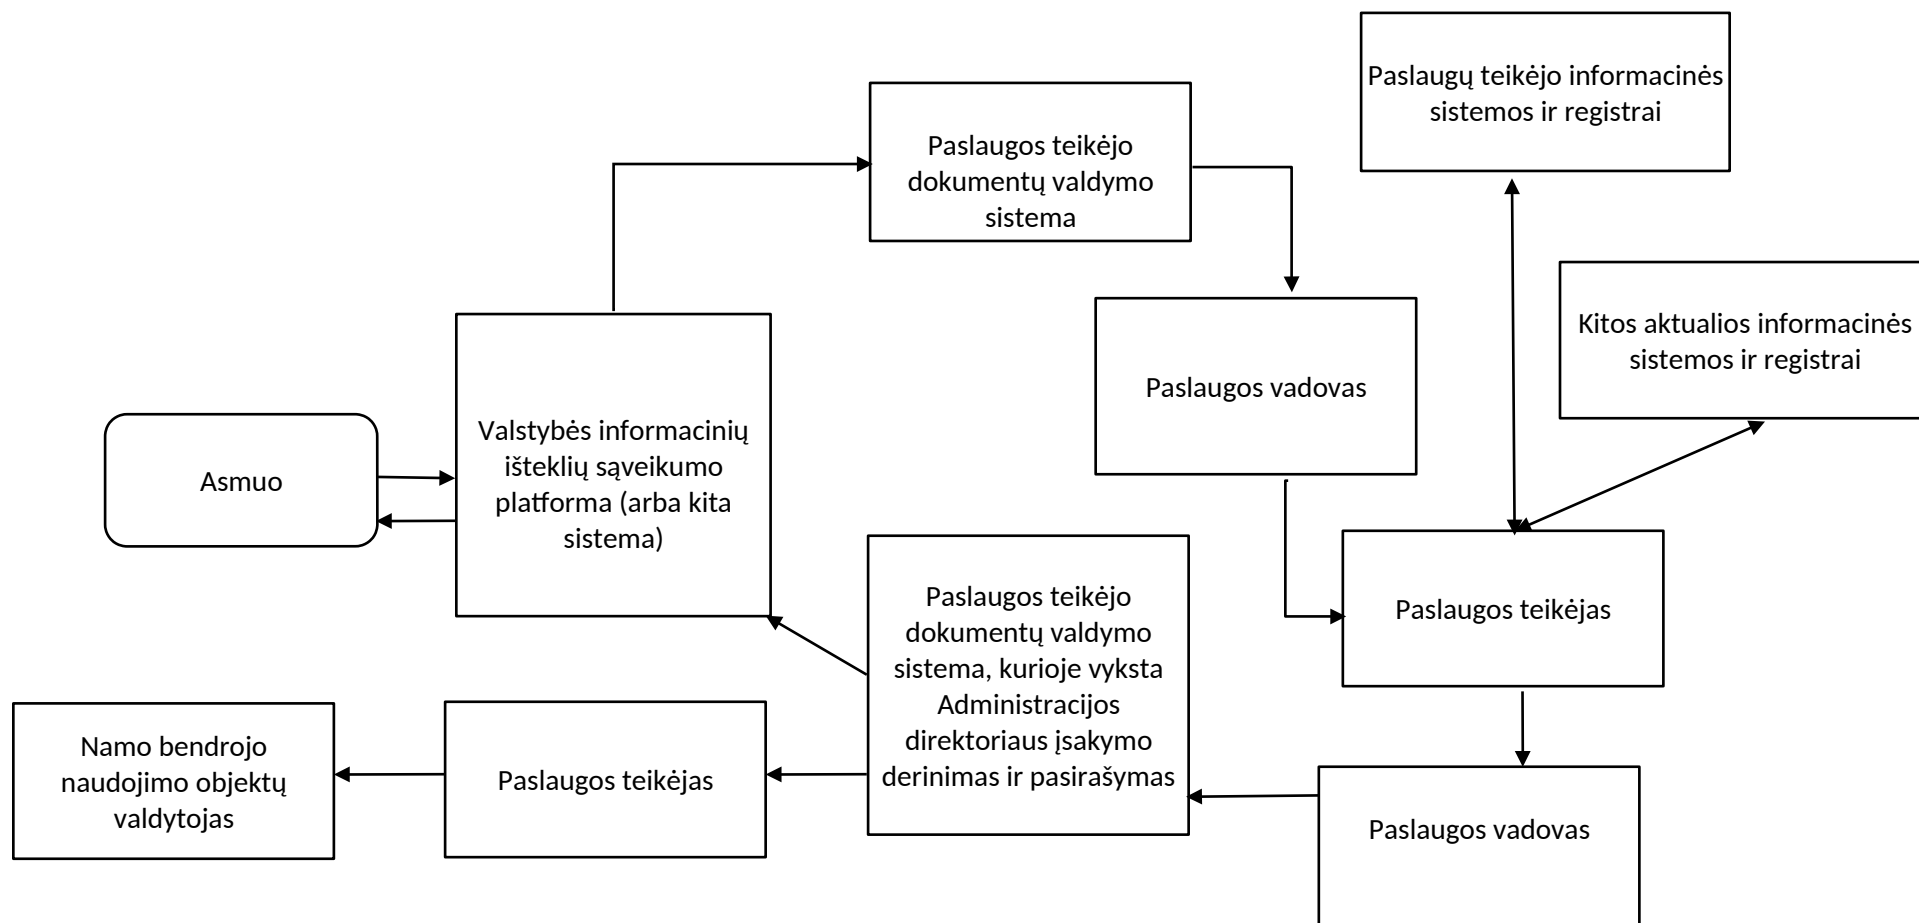 Paslaugų teikėjo informacinės
sistemos ir registrai
Paslaugos teikėjo
dokumentų valdymo
sistema
Kitos aktualios informacinės
sistemos ir registrai
Paslaugos vadovas
Valstybės informacinių
išteklių sąveikumo
platforma (arba kita
sistema)
Asmuo
Paslaugos teikėjo
dokumentų valdymo
sistema, kurioje vyksta
Administracijos
direktoriaus įsakymo
derinimas ir pasirašymas
Paslaugos teikėjas
Namo bendrojo
naudojimo objektų
valdytojas
Paslaugos teikėjas
Paslaugos vadovas